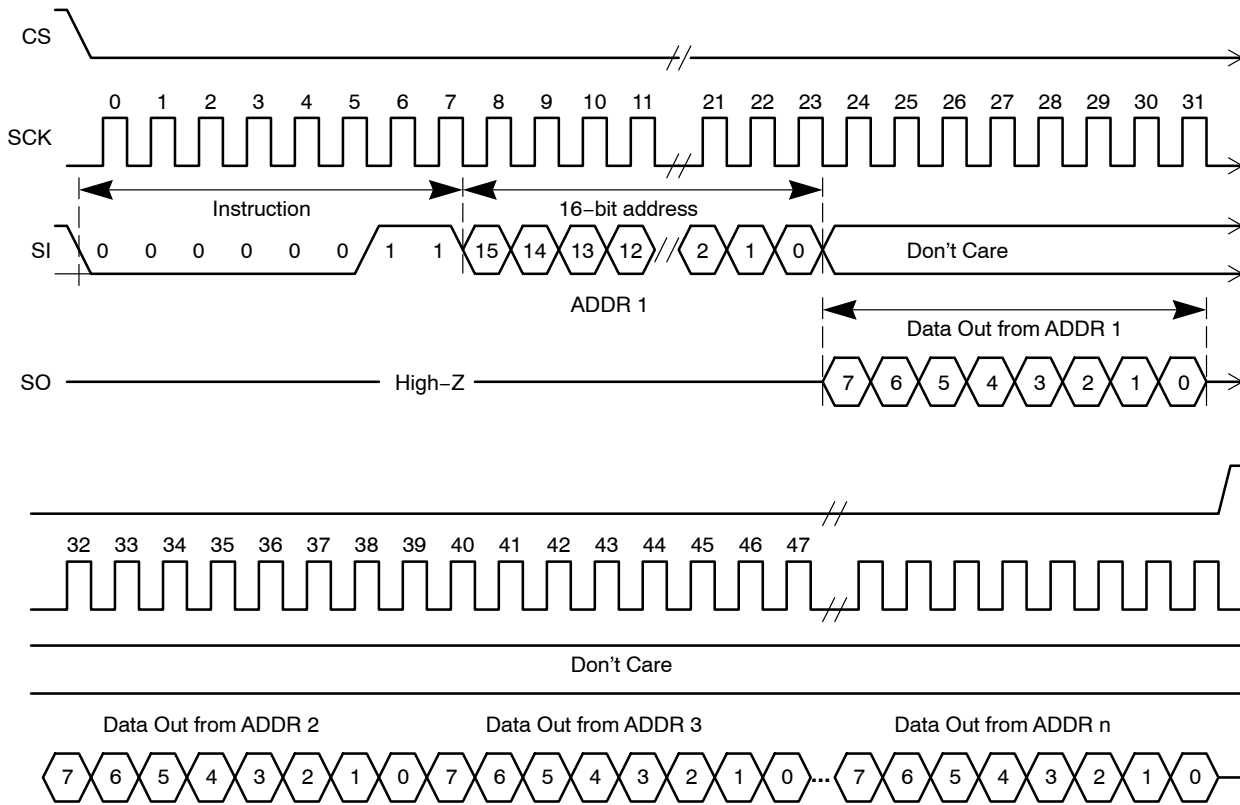 CS
0 1 2 3 4 5 6 7 8 9 10 11 21 22 23 24 25 26 27 28 29 30 31
SCK
Instruction 16−bit address
SI 0 0 0 0 0 0 1 1 15 14 13 12 2 1 0 Don't Care
ADDR 1
Data Out from ADDR 1
SO High−Z 7 6 5 4 3 2 1 0
32 33 34 35 36 37 38 39 40 41 42 43 44 45 46 47
Don't Care
Data Out from ADDR 2 Data Out from ADDR 3 Data Out from ADDR n
7 6 5 4 3 2 1 0 7 6 5 4 3 2 1 0 ... 7 6 5 4 3 2 1 0